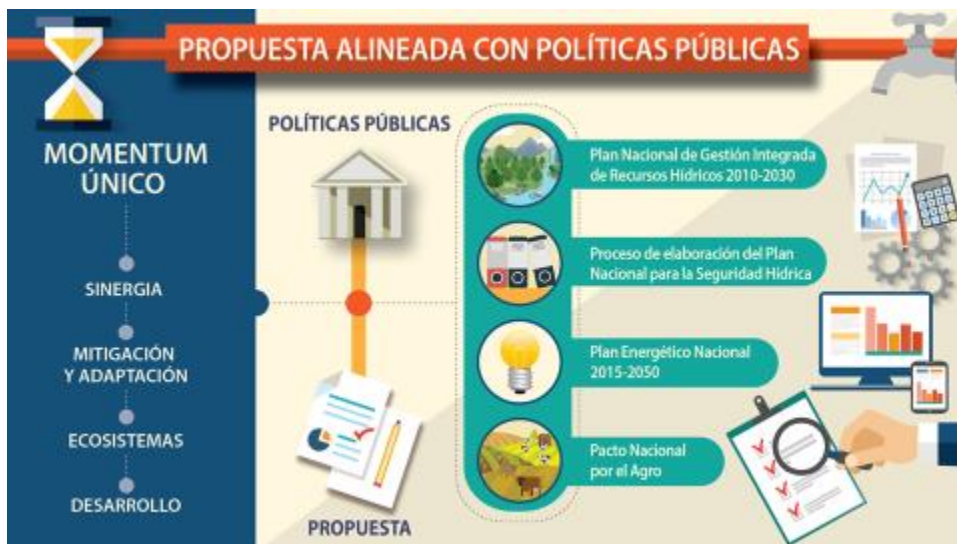 PROPUESTA ALINEADA CON POLÍTICAS PÚBLICAS
MOMENTUM
ÚNICO
SINERGIA
MITIGACIÓN
Y ADAPTACIÓN
ECOSISTEMAS
DESARROLLO
POLÍTICAS PÚBLICAS
PROPUESTA
Plan Nacional de Gestión Integrada
de Recursos Hídricos 2010-2030
Proceso de elaboración del Plan
Nacional para la Seguridad Hídrica
Plan Energético Nacional
2015-2050
Pacto Nacional
por el Agro